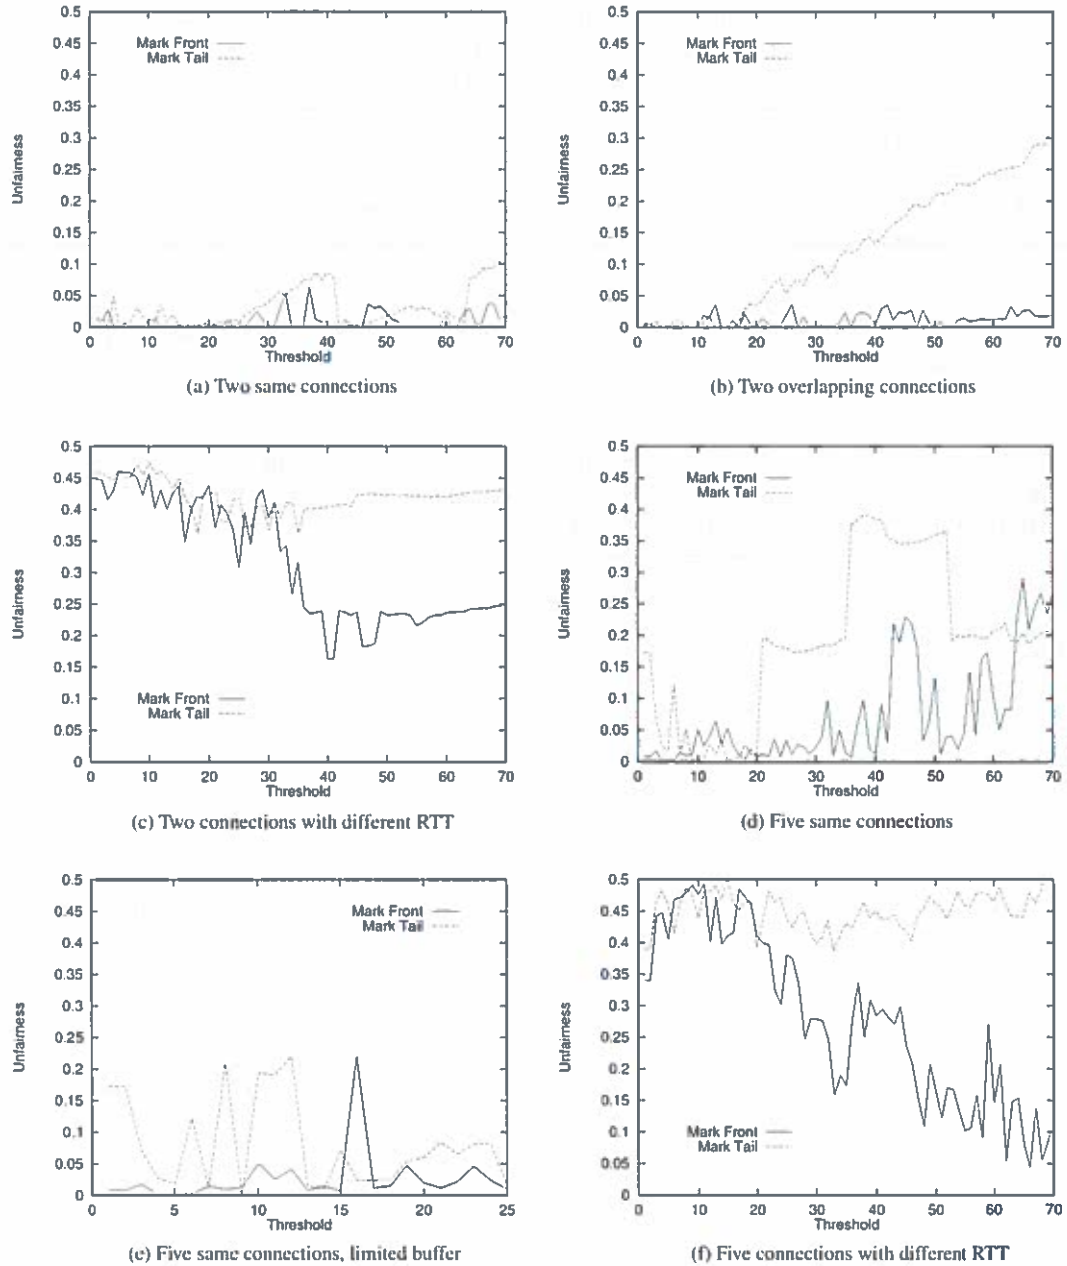 0.5
0.45
0.4
0.35
0.3
0.25
0.2
0.15
0.1
0.05
0
Unfairness
Mark Front
Mark Tail
0 10 20 30 40 50 60 70
Threshold
(a) Two same connections
0.5
0.45
0.4
0.35
0.3
0.25
0.2
0.15
0.1
0.05
0
Unfairness
Mark Front
Mark Tail
0 10 20 30 40 50 60 70
Threshold
(b) Two overlapping connections
0.5
0.45
0.4
0.35
0.3
0.25
0.2
0.15
0.1
0.05
0
Unfairness
Mark Front
Mark Tail
0 10 20 30 40 50 60 70
Threshold
(c) Two connections with different RTT
0.5
0.45
0.4
0.35
0.3
0.25
0.2
0.15
0.1
0.05
0
Unfairness
Mark Front
Mark Tail
0 10 20 30 40 50 60 70
Threshold
(d) Five same connections
0.5
0.45
0.4
0.35
0.3
0.25
0.2
0.15
0.1
0.05
0
Unfairness
Mark Front
Mark Tail
0 5 10 15 20 25
Threshold
(e) Five same connections, limited buffer
0.5
0.45
0.4
0.35
0.3
0.25
0.2
0.15
0.1
0.05
0
Unfairness
Mark Front
Mark Tail
0 10 20 30 40 50 60 70
Threshold
(f) Five connections with different RTT